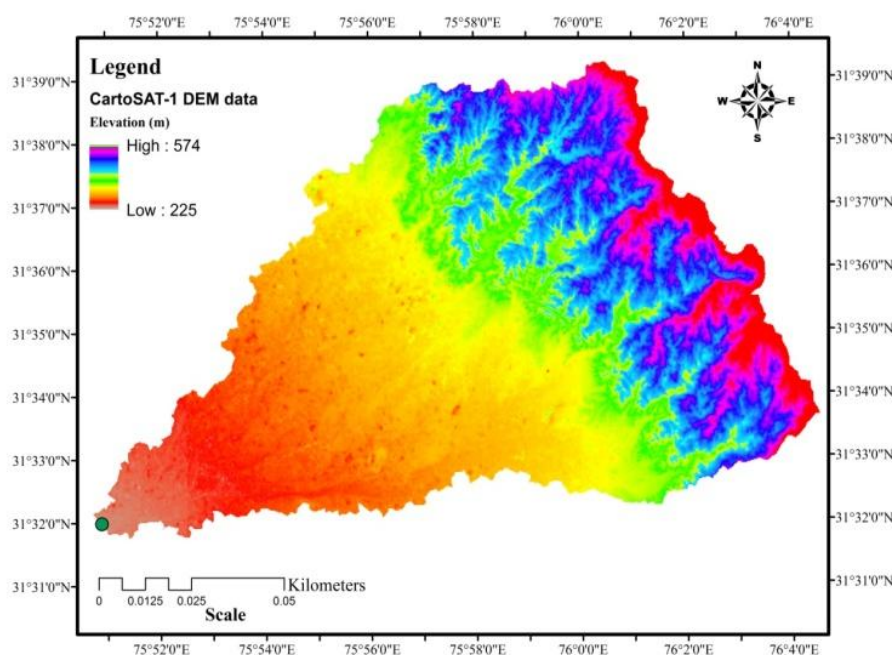 75°52'0"E 75°54'0"E 75°56'0"E 75°58'0"E 76°0'0"E 76°2'0"E 76°4'0"E
Legend
CartoSAT-1 DEM data
Elevation (m)
High : 574
Low : 225
N
W E
S
31°39'0"N 31°39'0"N
31°38'0"N 31°38'0"N
31°37'0"N 31°37'0"N
31°36'0"N 31°36'0"N
31°35'0"N 31°35'0"N
31°34'0"N 31°34'0"N
31°33'0"N 31°33'0"N
31°32'0"N 31°32'0"N
31°31'0"N 31°31'0"N
Kilometers
0 0.0125 0.025 0.05
Scale
75°52'0"E 75°54'0"E 75°56'0"E 75°58'0"E 76°0'0"E 76°2'0"E 76°4'0"E